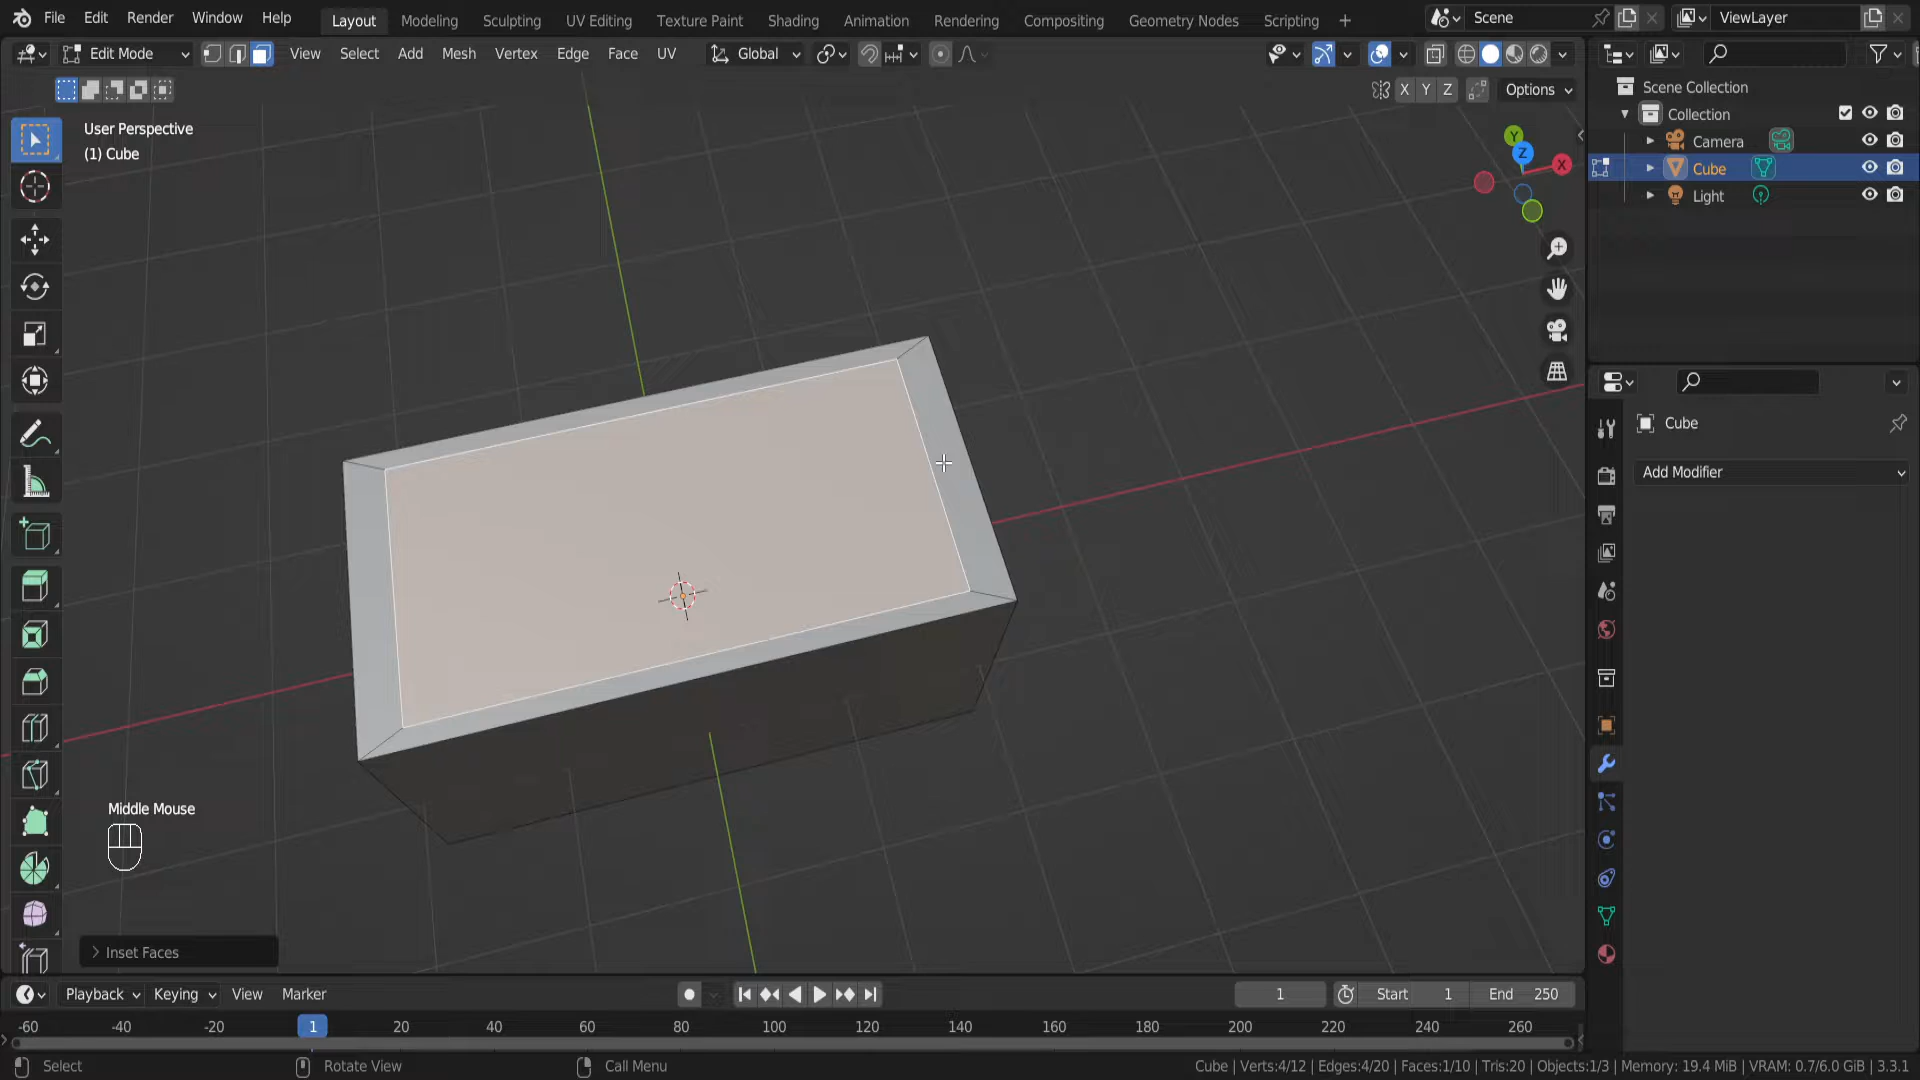 File Edit Render Window Help Layout Modeling Sculpting UV Editing Texture Paint Shading Animation Rendering Compositing Geometry Nodes Scripting + Scene ViewLayer
Edit Mode View Select Add Mesh Vertex Edge Face UV Global
X Y Z Options
Scene Collection
Collection
Camera
Cube
Light
User Perspective
(1) Cube
Y
Z
X
Cube
Add Modifier
Middle Mouse
Inset Faces
Playback Keying View Marker 1 Start 1 End 250
-60 -40 -20 1 20 40 60 80 100 120 140 160 180 200 220 240 260
Select Rotate View Call Menu Cube | Verts:4/12 | Edges:4/20 | Faces:1/10 | Tris:20 | Objects:1/3 | Memory: 19.4 MiB | VRAM: 0.7/6.0 GiB | 3.3.1